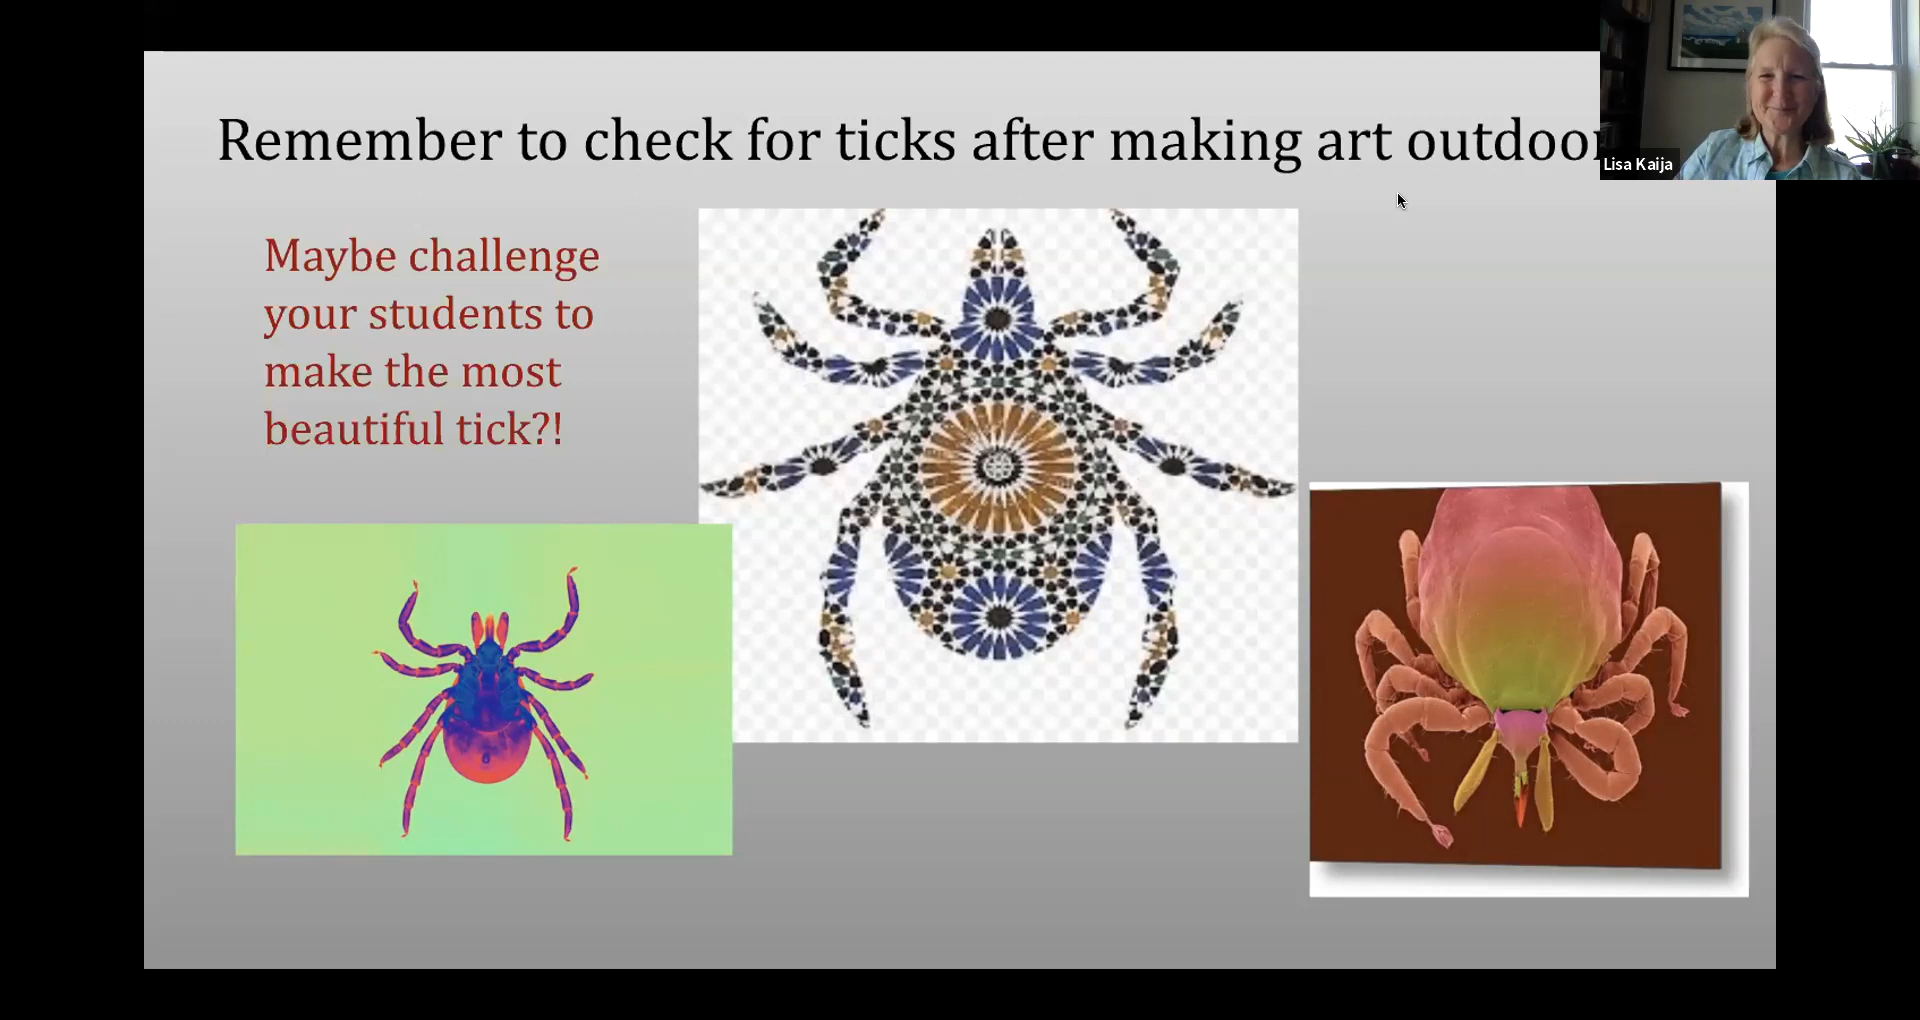 Remember to check for ticks after making art outdoor
Lisa Kaija
Maybe challenge
your students to
make the most
beautiful tick?!